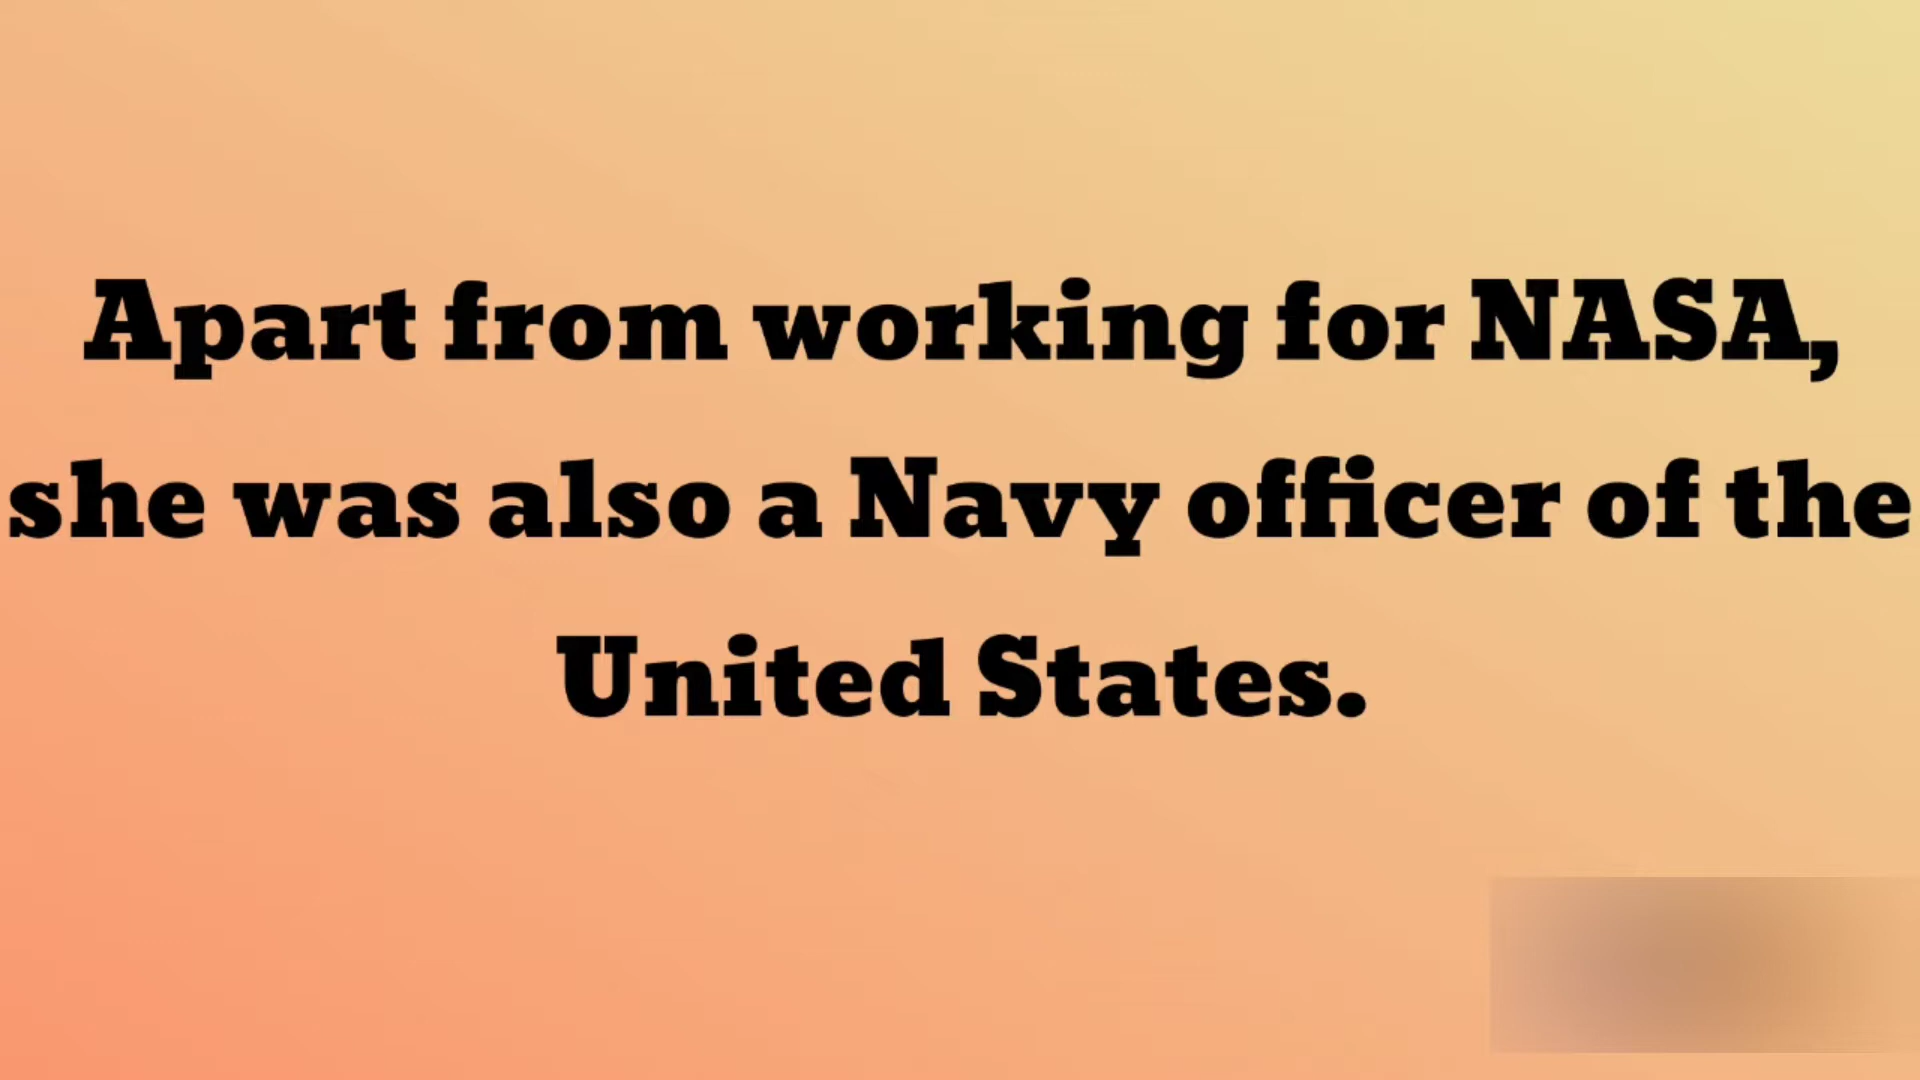 Apart from working for NASA,
she was also a Navy officer of the
United States.